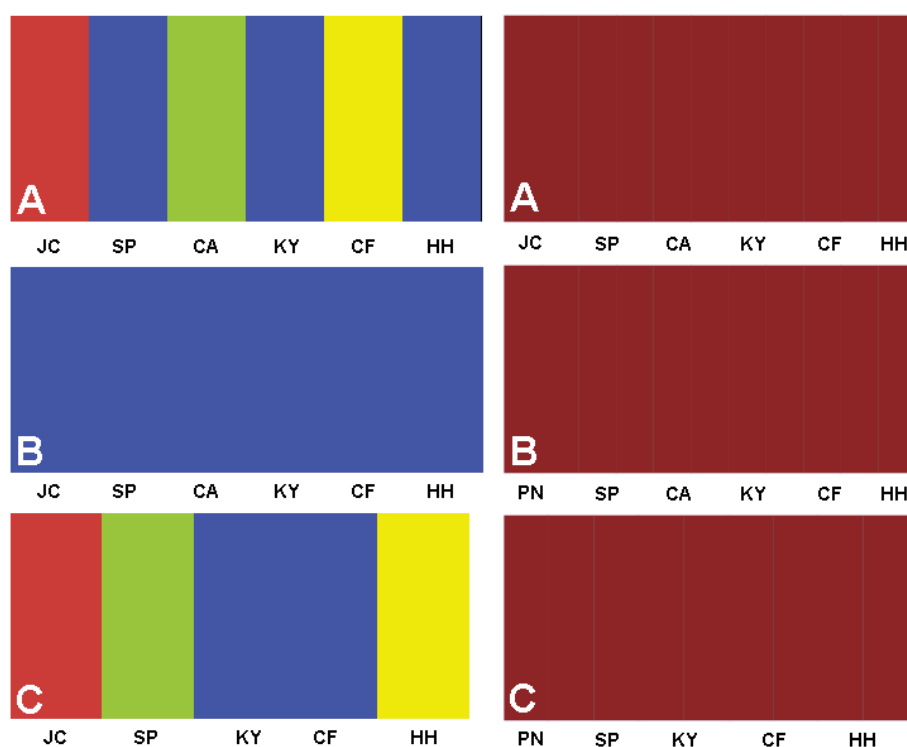 A
JC SP CA KY CF HH
B
JC SP CA KY CF HH
C
JC SP KY CF HH
A
JC SP CA KY CF HH
B
PN SP CA KY CF HH
C
PN SP KY CF HH